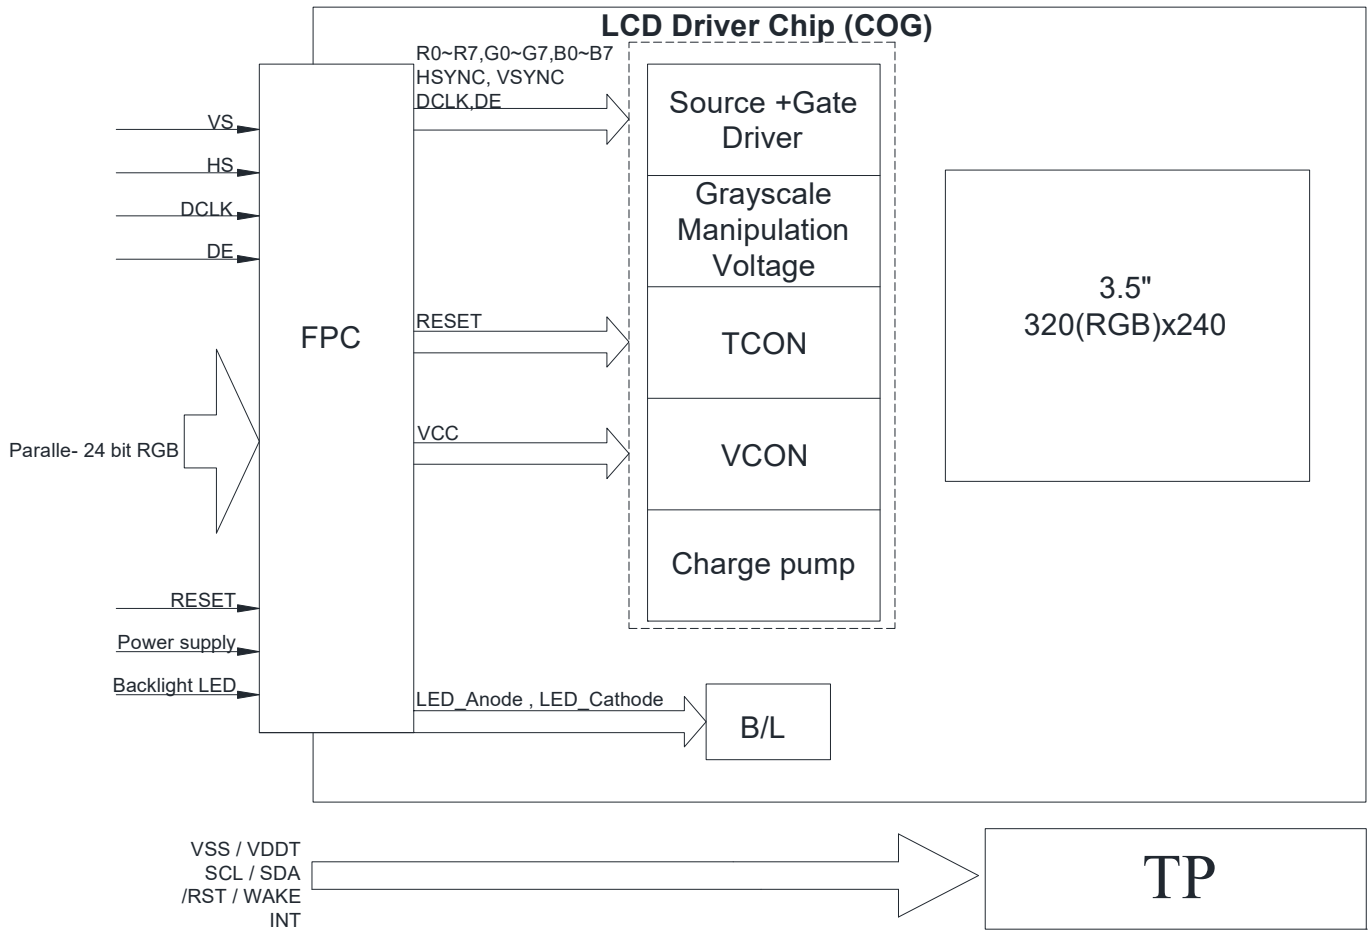 LCD Driver Chip (COG)
R0~R7,G0~G7,B0~B7
HSYNC, VSYNC
DCLK,DE
Source +Gate
Driver
VS
HS
DCLK
DE
Grayscale
Manipulation
Voltage
3.5"
320(RGB)x240
FPC
RESET
TCON
VCC
VCON
Paralle- 24 bit RGB
Charge pump
RESET
Power supply
Backlight LED
LED_Anode , LED_Cathode
B/L
VSS / VDDT
SCL / SDA
/RST / WAKE
INT
TP